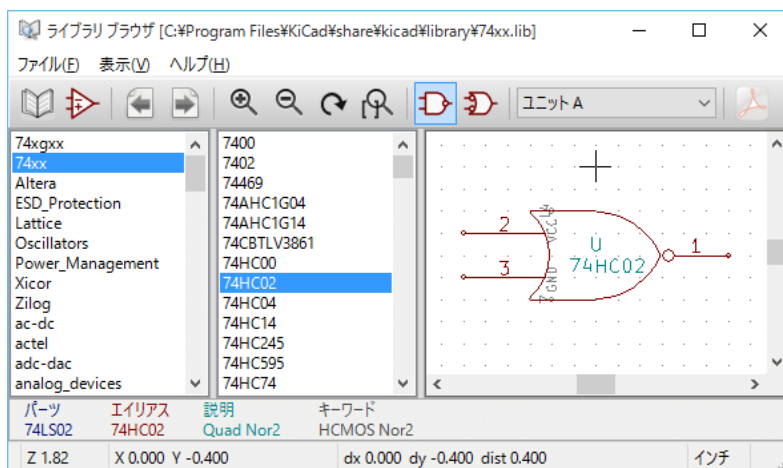 ライブラリ ブラウザ [C:¥Program Files¥KiCad¥share¥kicad¥library¥74xx.lib]
ファイル(F) 表示(V) ヘルプ(H)
ユニット A
74xgxx
74xx
Altera
ESD_Protection
Lattice
Oscillators
Power_Management
Xicor
Zilog
ac-dc
actel
adc-dac
analog_devices
7400
7402
74469
74AHC1G04
74AHC1G14
74CBTLV3861
74HC00
74HC02
74HC04
74HC14
74HC245
74HC595
74HC74
2
VCC
U
1
3
74HC02
GND
7
パーツ エイリアス 説明 キーワード
74LS02 74HC02 Quad Nor2 HCMOS Nor2
Z 1.82 X 0.000 Y -0.400 dx 0.000 dy -0.400 dist 0.400 インチ